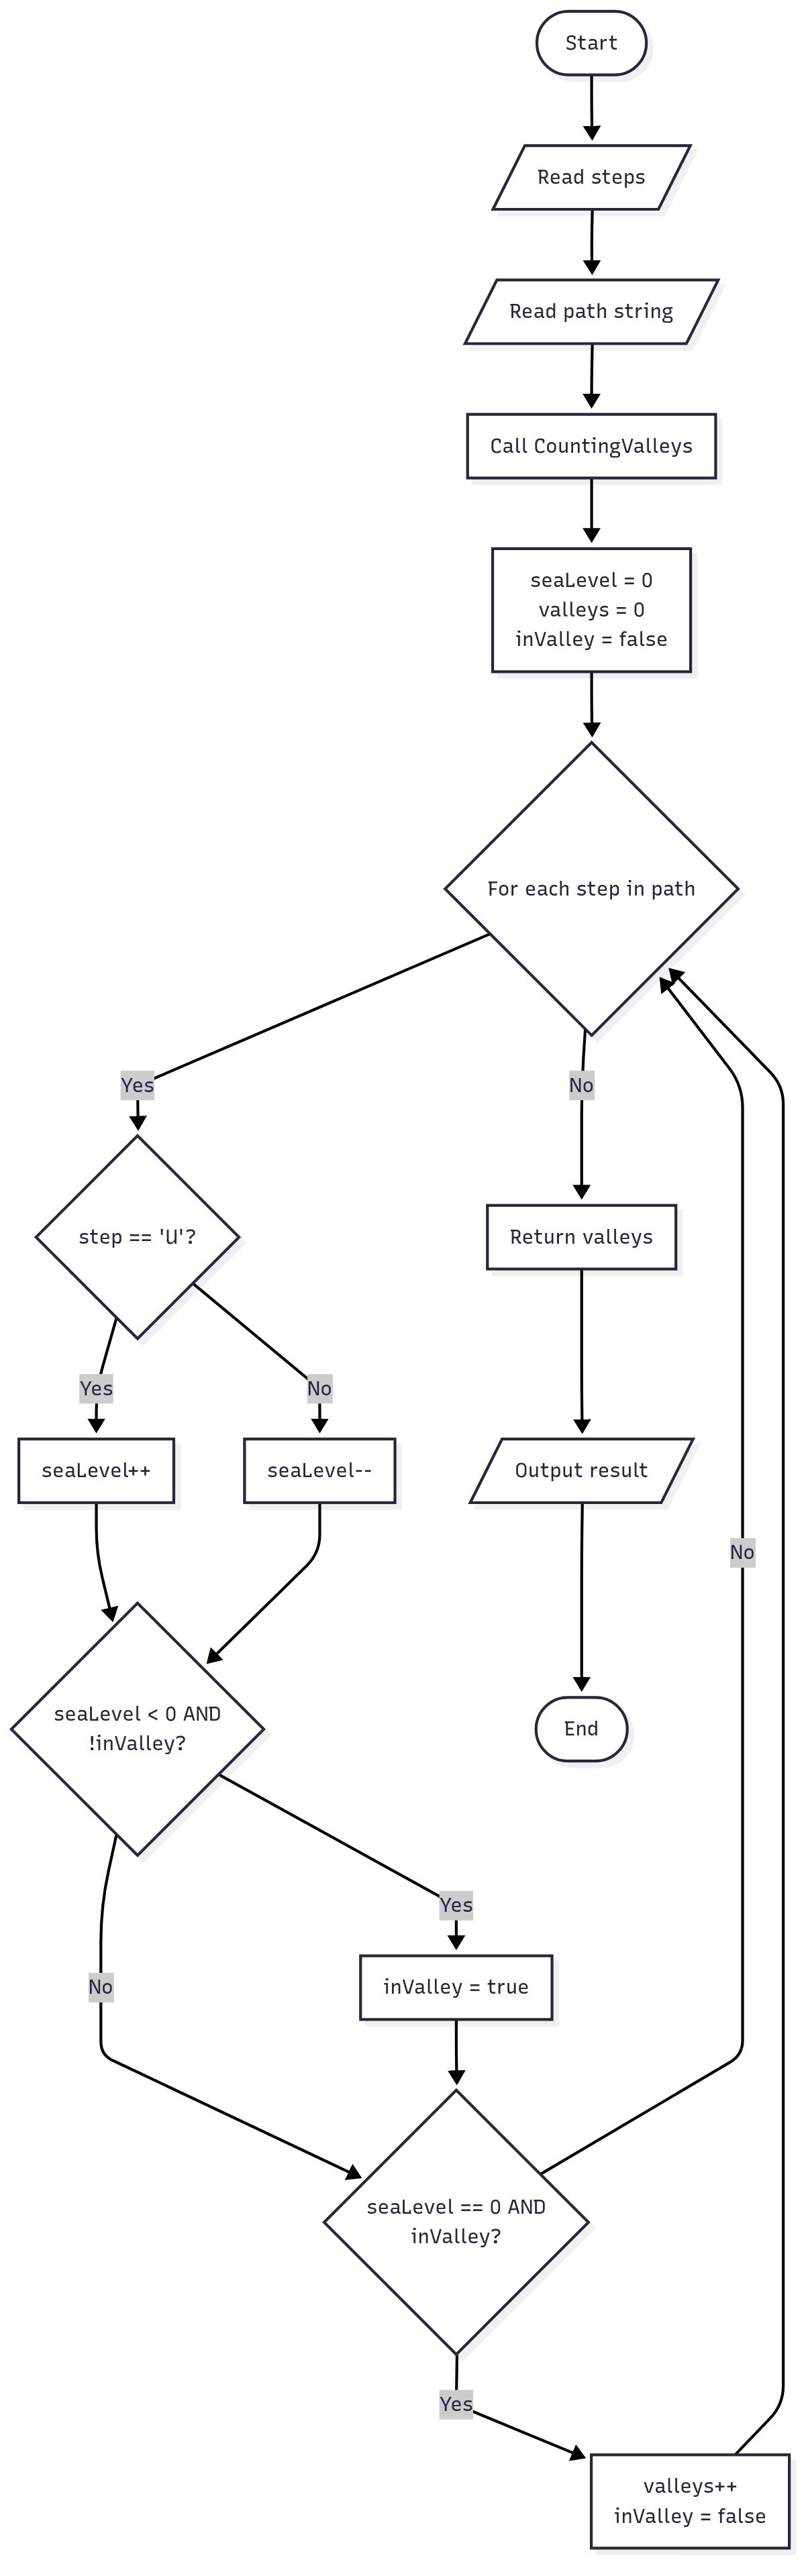 Start
Read steps
Read path string
Call CountingValleys
seaLevel = 0
valleys = 0
inValley = false
For each step in path
Yes
No
step == 'U'?
Return valleys
Yes
No
seaLevel++
seaLevel--
Output result
No
seaLevel < 0 AND
!inValley?
End
Yes
No
inValley = true
seaLevel == 0 AND
inValley?
Yes
valleys++
inValley = false